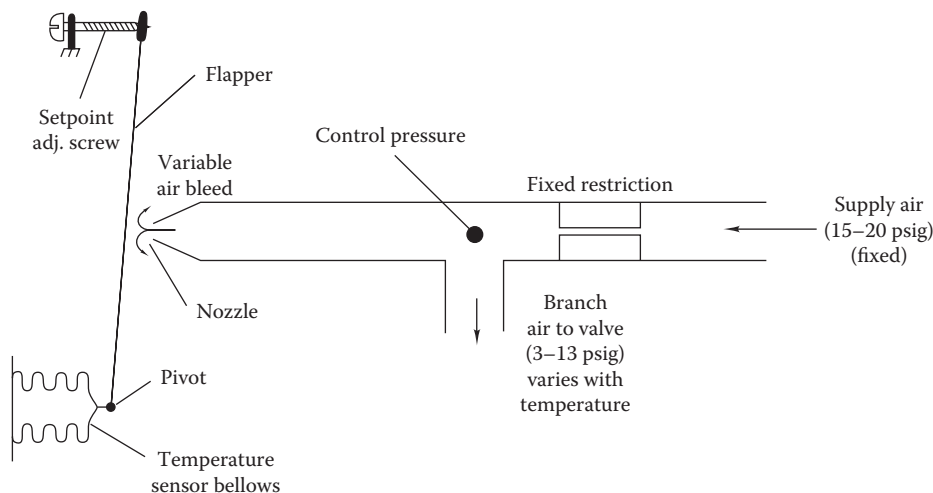 Flapper
Setpoint
adj. screw
Control pressure
Variable
air bleed
Fixed restriction
Supply air
(15–20 psig)
(fixed)
Nozzle
Branch
air to valve
(3–13 psig)
varies with
temperature
Pivot
Temperature
sensor bellows